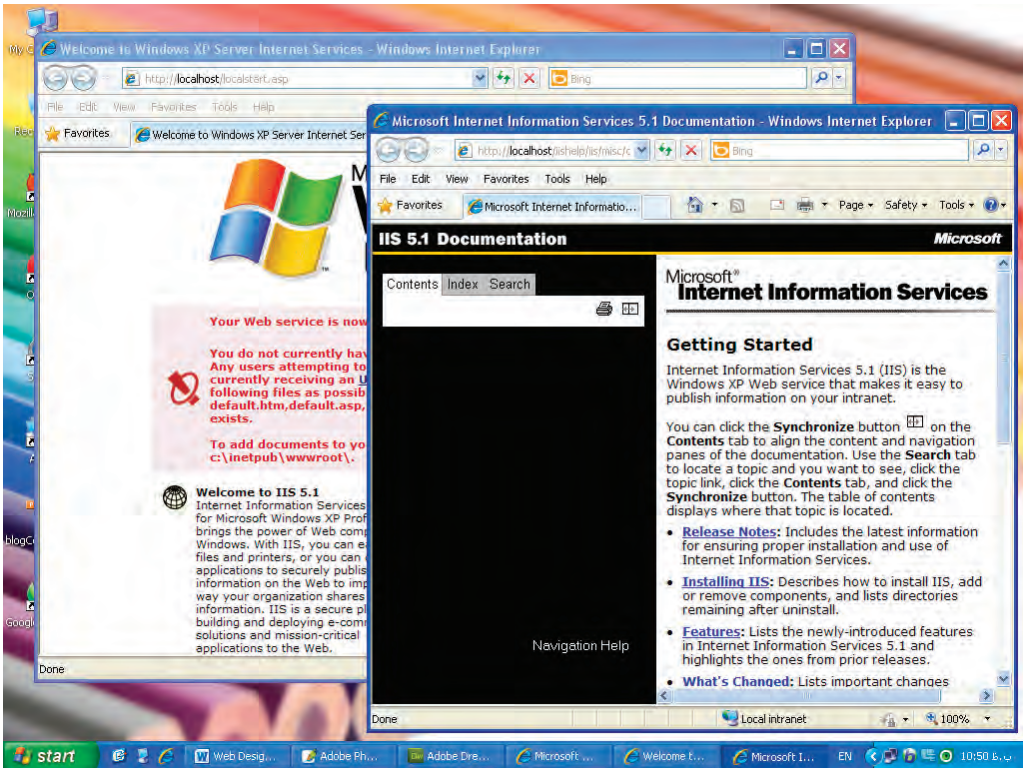 My C
Rec
Mozill
O
S
A
blogC
Googl
Welcome to Windows XP Server Internet Services - Windows Internet Explorer
http://localhost/localstart.asp
Bing
File Edit View Favorites Tools Help
Favorites
Welcome to Windows XP Server Internet Ser
M
Your Web service is now
You do not currently hav
Any users attempting to
currently receiving an U
following files as possib
default.htm,default.asp,
exists.
To add documents to yo
c:\inetpub\wwwroot\.
Welcome to IIS 5.1
Internet Information Services
for Microsoft Windows XP Prof
brings the power of Web comp
Windows. With IIS, you can ea
files and printers, or you can
applications to securely publis
information on the Web to imp
way your organization shares
information. IIS is a secure pl
building and deploying e-comm
solutions and mission-critical
applications to the Web.
Done
Microsoft Internet Information Services 5.1 Documentation - Windows Internet Explorer
http://localhost/iishelp/iis/misc/c
Bing
File Edit View Favorites Tools Help
Favorites
Microsoft Internet Informatio...
Page Safety Tools
IIS 5.1 Documentation
Microsoft
Contents Index Search
Navigation Help
Microsoft®
Internet Information Services
Getting Started
Internet Information Services 5.1 (IIS) is the
Windows XP Web service that makes it easy to
publish information on your intranet.
You can click the Synchronize button on the
Contents tab to align the content and navigation
panes of the documentation. Use the Search tab
to locate a topic and you want to see, click the
topic link, click the Contents tab, and click the
Synchronize button. The table of contents
displays where that topic is located.
• Release Notes: Includes the latest information
for ensuring proper installation and use of
Internet Information Services.
• Installing IIS: Describes how to install IIS, add
or remove components, and lists directories
remaining after uninstall.
• Features: Lists the newly-introduced features
in Internet Information Services 5.1 and
highlights the ones from prior releases.
• What's Changed: Lists important changes
Done
Local intranet
100%
start
Web Desig...
Adobe Ph...
Adobe Dre...
Microsoft ...
Welcome t...
Microsoft I...
EN
10:50 ب.ظ